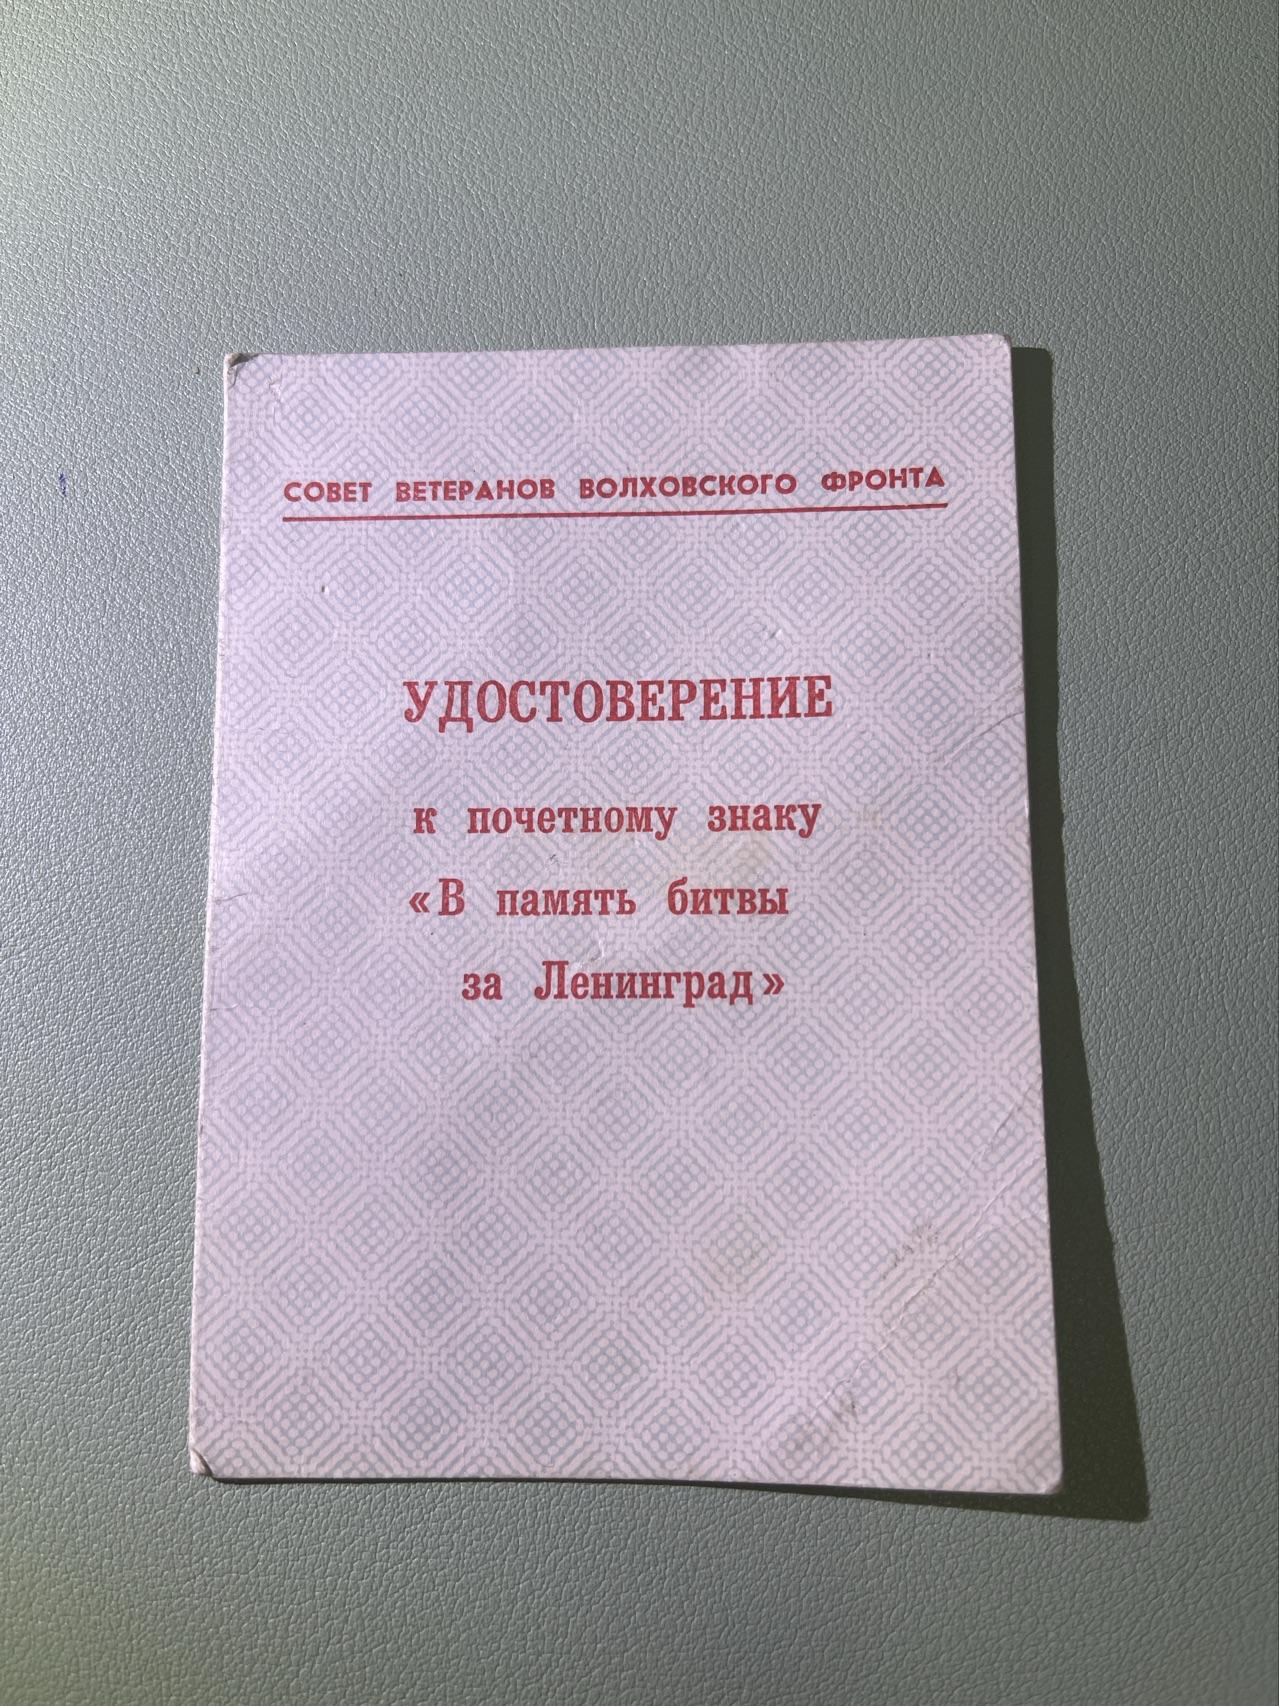 СОВЕТ ВЕТЕРАНОВ ВОЛХОВСКОГО ФРОНТА
УДОСТОВЕРЕНИЕ
к почетному знаку
«В память битвы
за Ленинград»